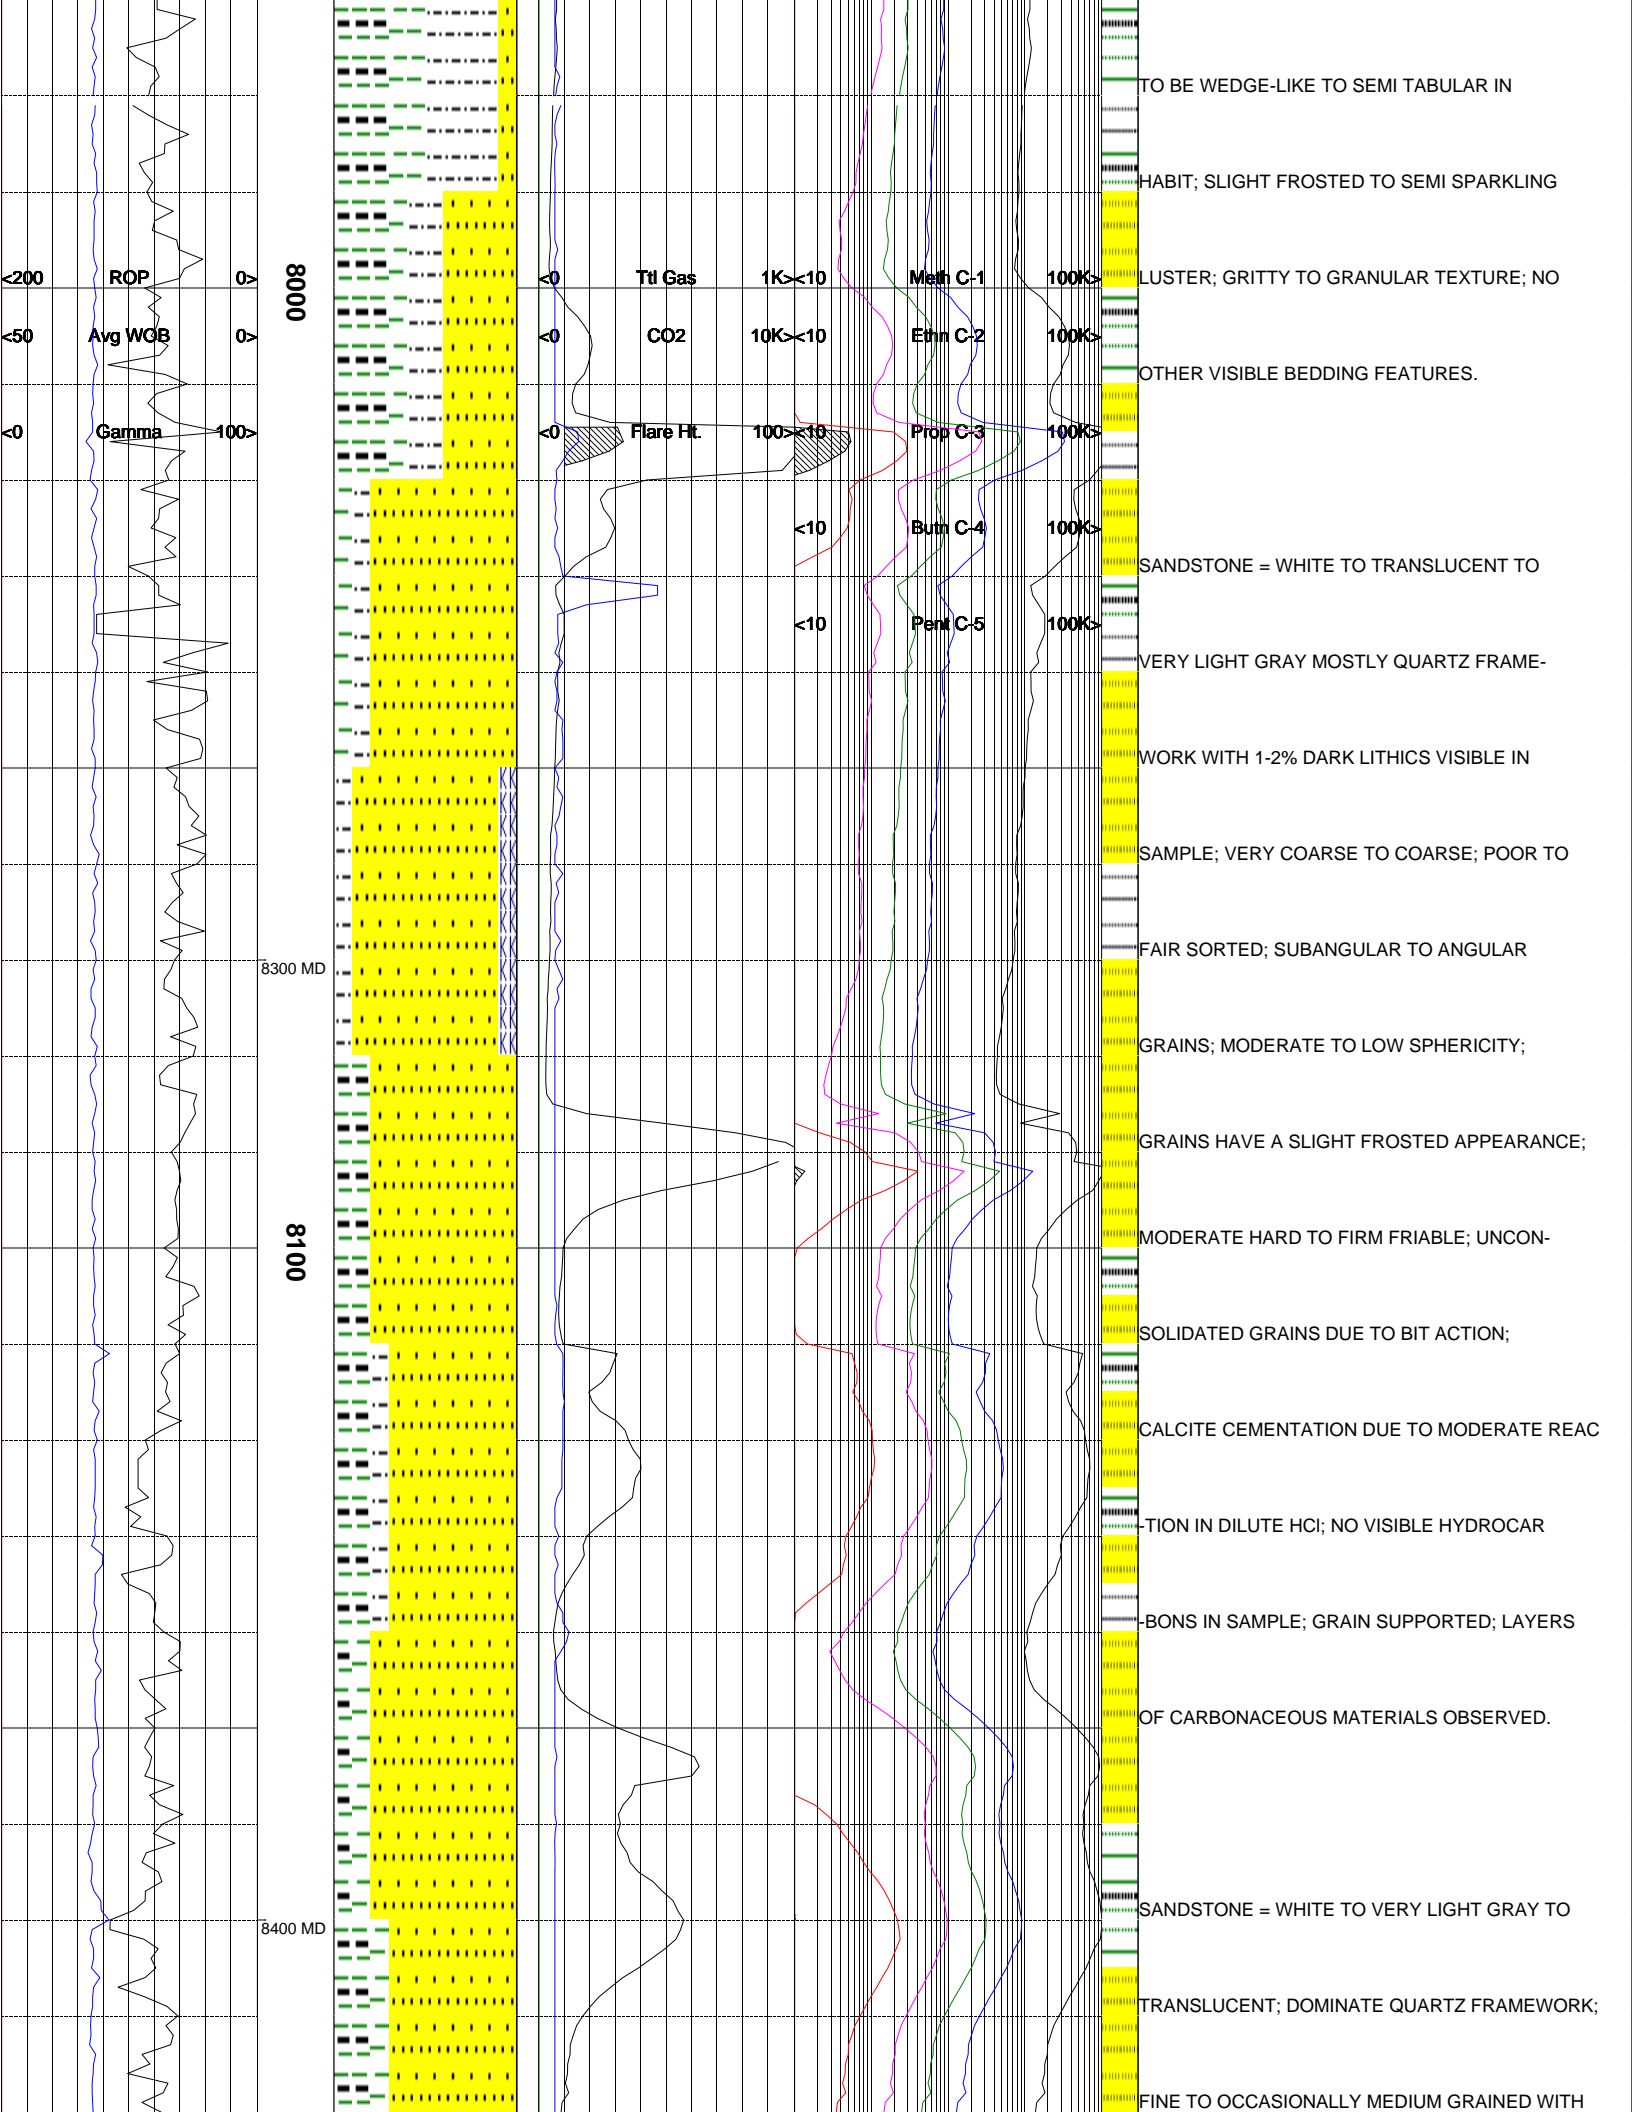 TO BE WEDGE-LIKE TO SEMI TABULAR IN
HABIT; SLIGHT FROSTED TO SEMI SPARKLING
<200 ROP 0> 8000 <0 Ttl Gas 1K> <10 Meth C-1 100K> LUSTER; GRITTY TO GRANULAR TEXTURE; NO
<50 Avg WOB 0> <0 CO2 10K> <10 Ethn C-2 100K>
OTHER VISIBLE BEDDING FEATURES.
<0 Gamma 100> <0 Flare Ht. 100> <10 Prop C-3 100K>
<10 Butn C-4 100K>
SANDSTONE = WHITE TO TRANSLUCENT TO
<10 Pent C-5 100K>
VERY LIGHT GRAY MOSTLY QUARTZ FRAME-
WORK WITH 1-2% DARK LITHICS VISIBLE IN
SAMPLE; VERY COARSE TO COARSE; POOR TO
FAIR SORTED; SUBANGULAR TO ANGULAR
8300 MD
GRAINS; MODERATE TO LOW SPHERICITY;
GRAINS HAVE A SLIGHT FROSTED APPEARANCE;
MODERATE HARD TO FIRM FRIABLE; UNCON-
8100
SOLIDATED GRAINS DUE TO BIT ACTION;
CALCITE CEMENTATION DUE TO MODERATE REAC
-TION IN DILUTE HCl; NO VISIBLE HYDROCAR
-BONS IN SAMPLE; GRAIN SUPPORTED; LAYERS
OF CARBONACEOUS MATERIALS OBSERVED.
SANDSTONE = WHITE TO VERY LIGHT GRAY TO
8400 MD
TRANSLUCENT; DOMINATE QUARTZ FRAMEWORK;
FINE TO OCCASIONALLY MEDIUM GRAINED WITH